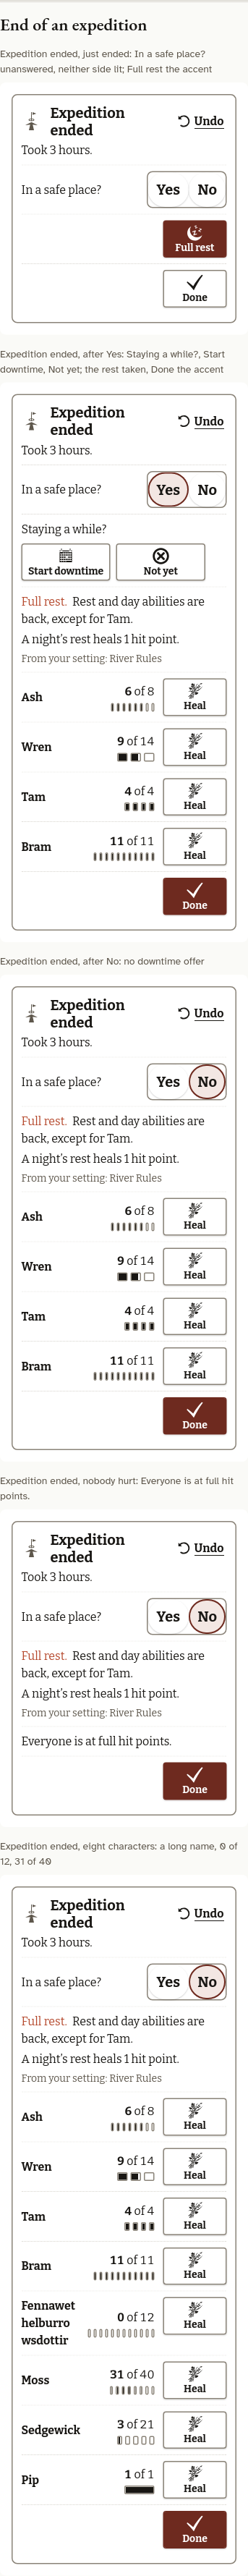 End of an expedition
Expedition ended, just ended: In a safe place?
unanswered, neither side lit; Full rest the accent
Expedition
ended
Undo
Took 3 hours.
In a safe place?
Yes
No
Full rest
Done
Expedition ended, after Yes: Staying a while?, Start
downtime, Not yet; the rest taken, Done the accent
Expedition
ended
Undo
Took 3 hours.
In a safe place?
Yes
No
Staying a while?
Start downtime
Not yet
Full rest. Rest and day abilities are
back, except for Tam.
A night's rest heals 1 hit point.
From your setting: River Rules
Ash
6 of 8
Heal
Wren
9 of 14
Heal
Tam
4 of 4
Heal
Bram
11 of 11
Heal
Done
Expedition ended, after No: no downtime offer
Expedition
ended
Undo
Took 3 hours.
In a safe place?
Yes
No
Full rest. Rest and day abilities are
back, except for Tam.
A night's rest heals 1 hit point.
From your setting: River Rules
Ash
6 of 8
Heal
Wren
9 of 14
Heal
Tam
4 of 4
Heal
Bram
11 of 11
Heal
Done
Expedition ended, nobody hurt: Everyone is at full hit
points.
Expedition
ended
Undo
Took 3 hours.
In a safe place?
Yes
No
Full rest. Rest and day abilities are
back, except for Tam.
A night's rest heals 1 hit point.
From your setting: River Rules
Everyone is at full hit points.
Done
Expedition ended, eight characters: a long name, 0 of
12, 31 of 40
Expedition
ended
Undo
Took 3 hours.
In a safe place?
Yes
No
Full rest. Rest and day abilities are
back, except for Tam.
A night's rest heals 1 hit point.
From your setting: River Rules
Ash
6 of 8
Heal
Wren
9 of 14
Heal
Tam
4 of 4
Heal
Bram
11 of 11
Heal
Fennawet
helburro
wsdottir
0 of 12
Heal
Moss
31 of 40
Heal
Sedgewick
3 of 21
Heal
Pip
1 of 1
Heal
Done